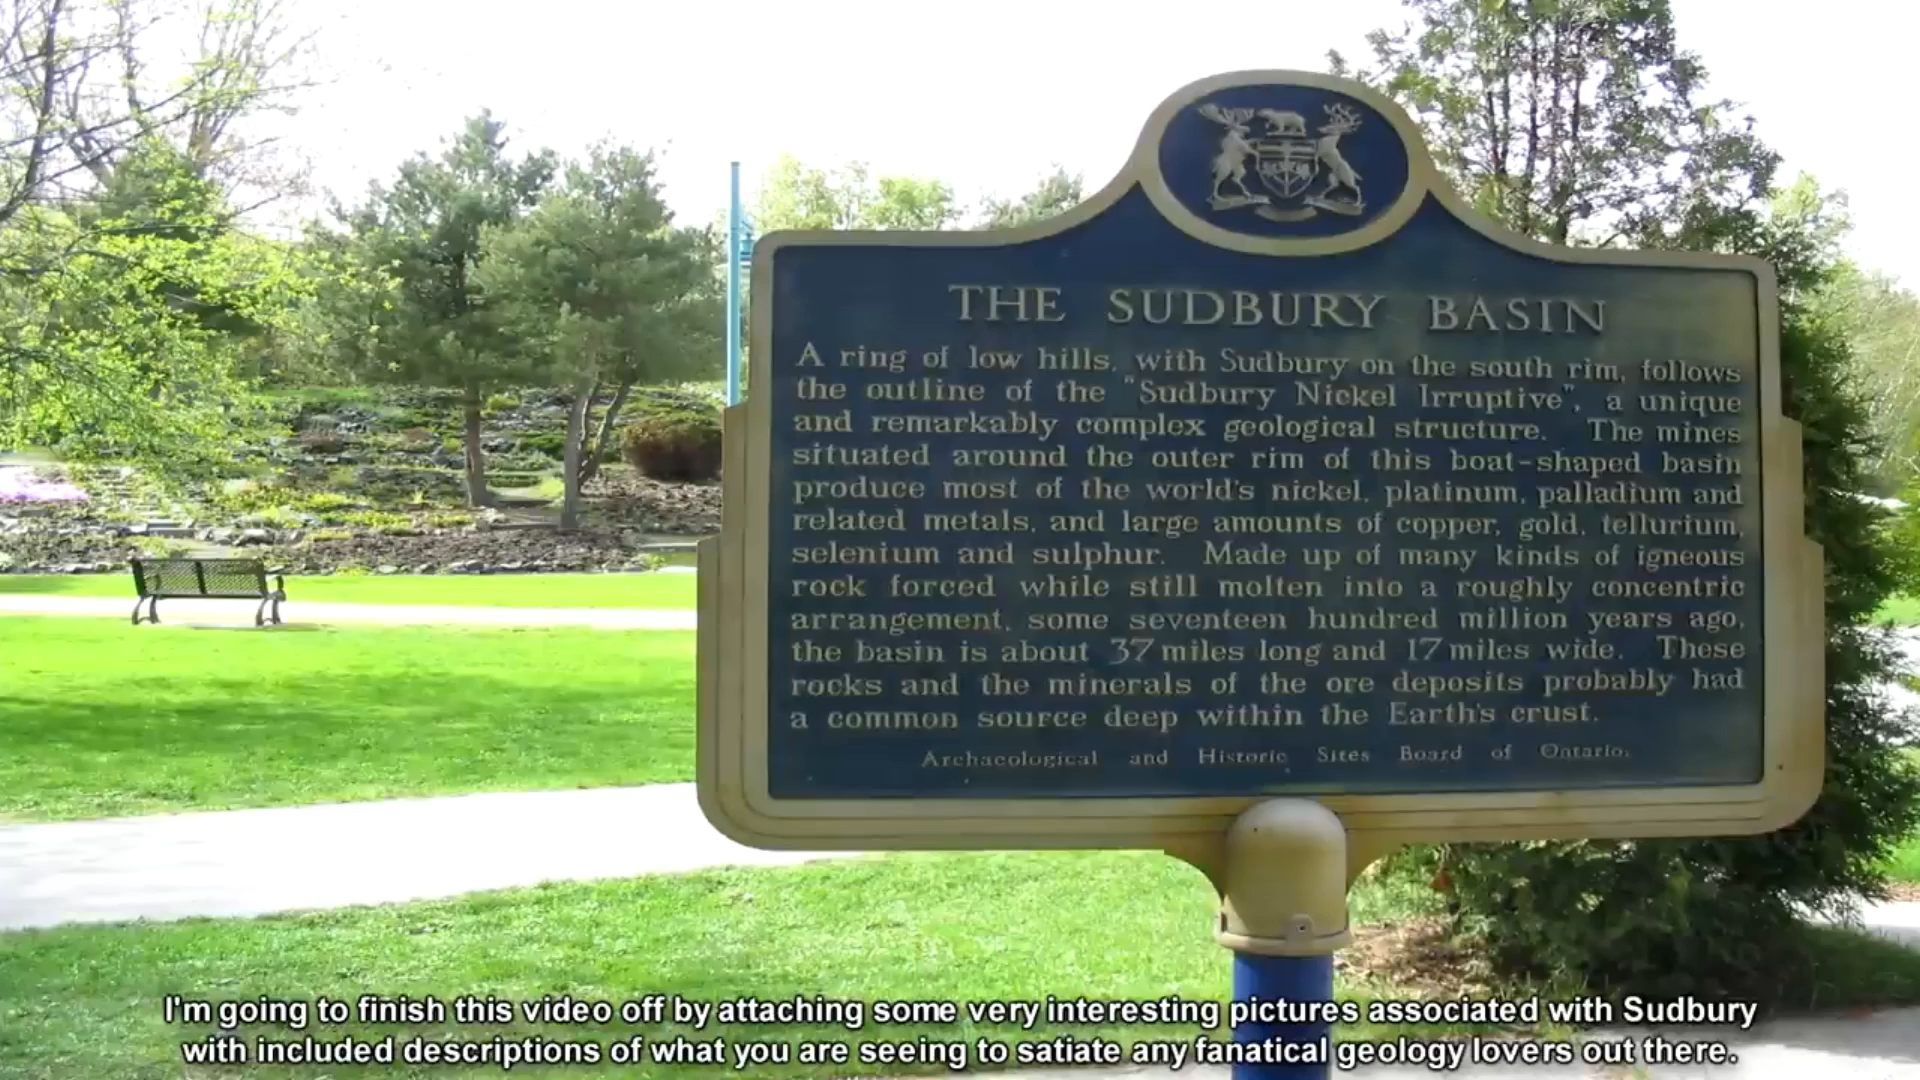 THE SUDBURY BASIN
A ring of low hills, with Sudbury on the south rim, follows
the outline of the "Sudbury Nickel Irruptive", a unique
and remarkably complex geological structure. The mines
situated around the outer rim of this boat-shaped basin
produce most of the world's nickel, platinum, palladium and
related metals, and large amounts of copper, gold, tellurium,
selenium and sulphur. Made up of many kinds of igneous
rock forced while still molten into a roughly concentric
arrangement, some seventeen hundred million years ago,
the basin is about 37 miles long and 17 miles wide. These
rocks and the minerals of the ore deposits probably had
a common source deep within the Earth's crust.
Archaeological and Historic Sites Board of Ontario.
I'm going to finish this video off by attaching some very interesting pictures associated with Sudbury
with included descriptions of what you are seeing to satiate any fanatical geology lovers out there.